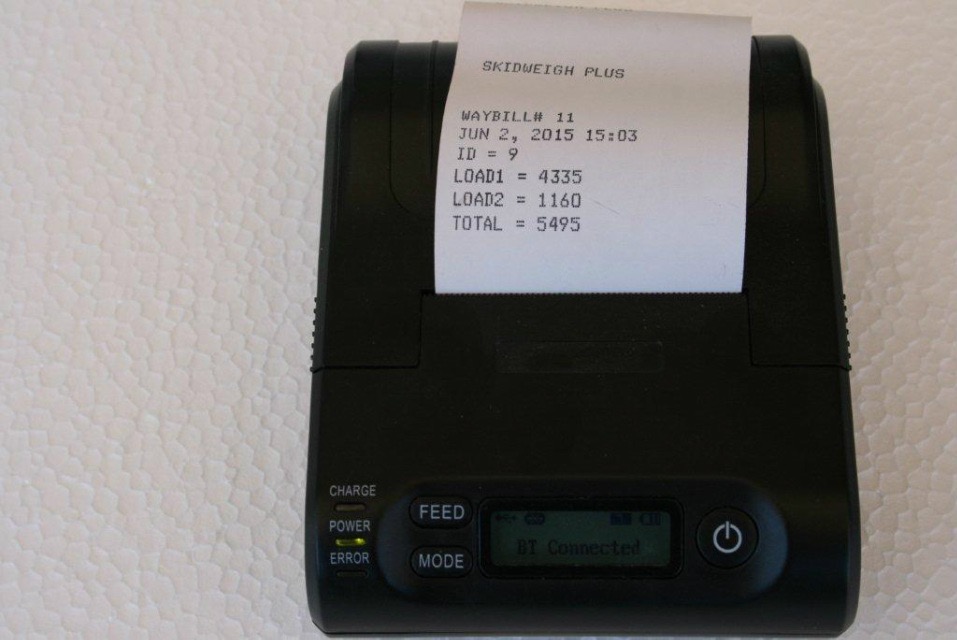 SKIDWEIGH PLUS
WAYBILL# 11
JUN 2, 2015 15:03
ID = 9
LOAD1 = 4335
LOAD2 = 1160
TOTAL = 5495
CHARGE
POWER
ERROR
FEED
MODE
BT Connected